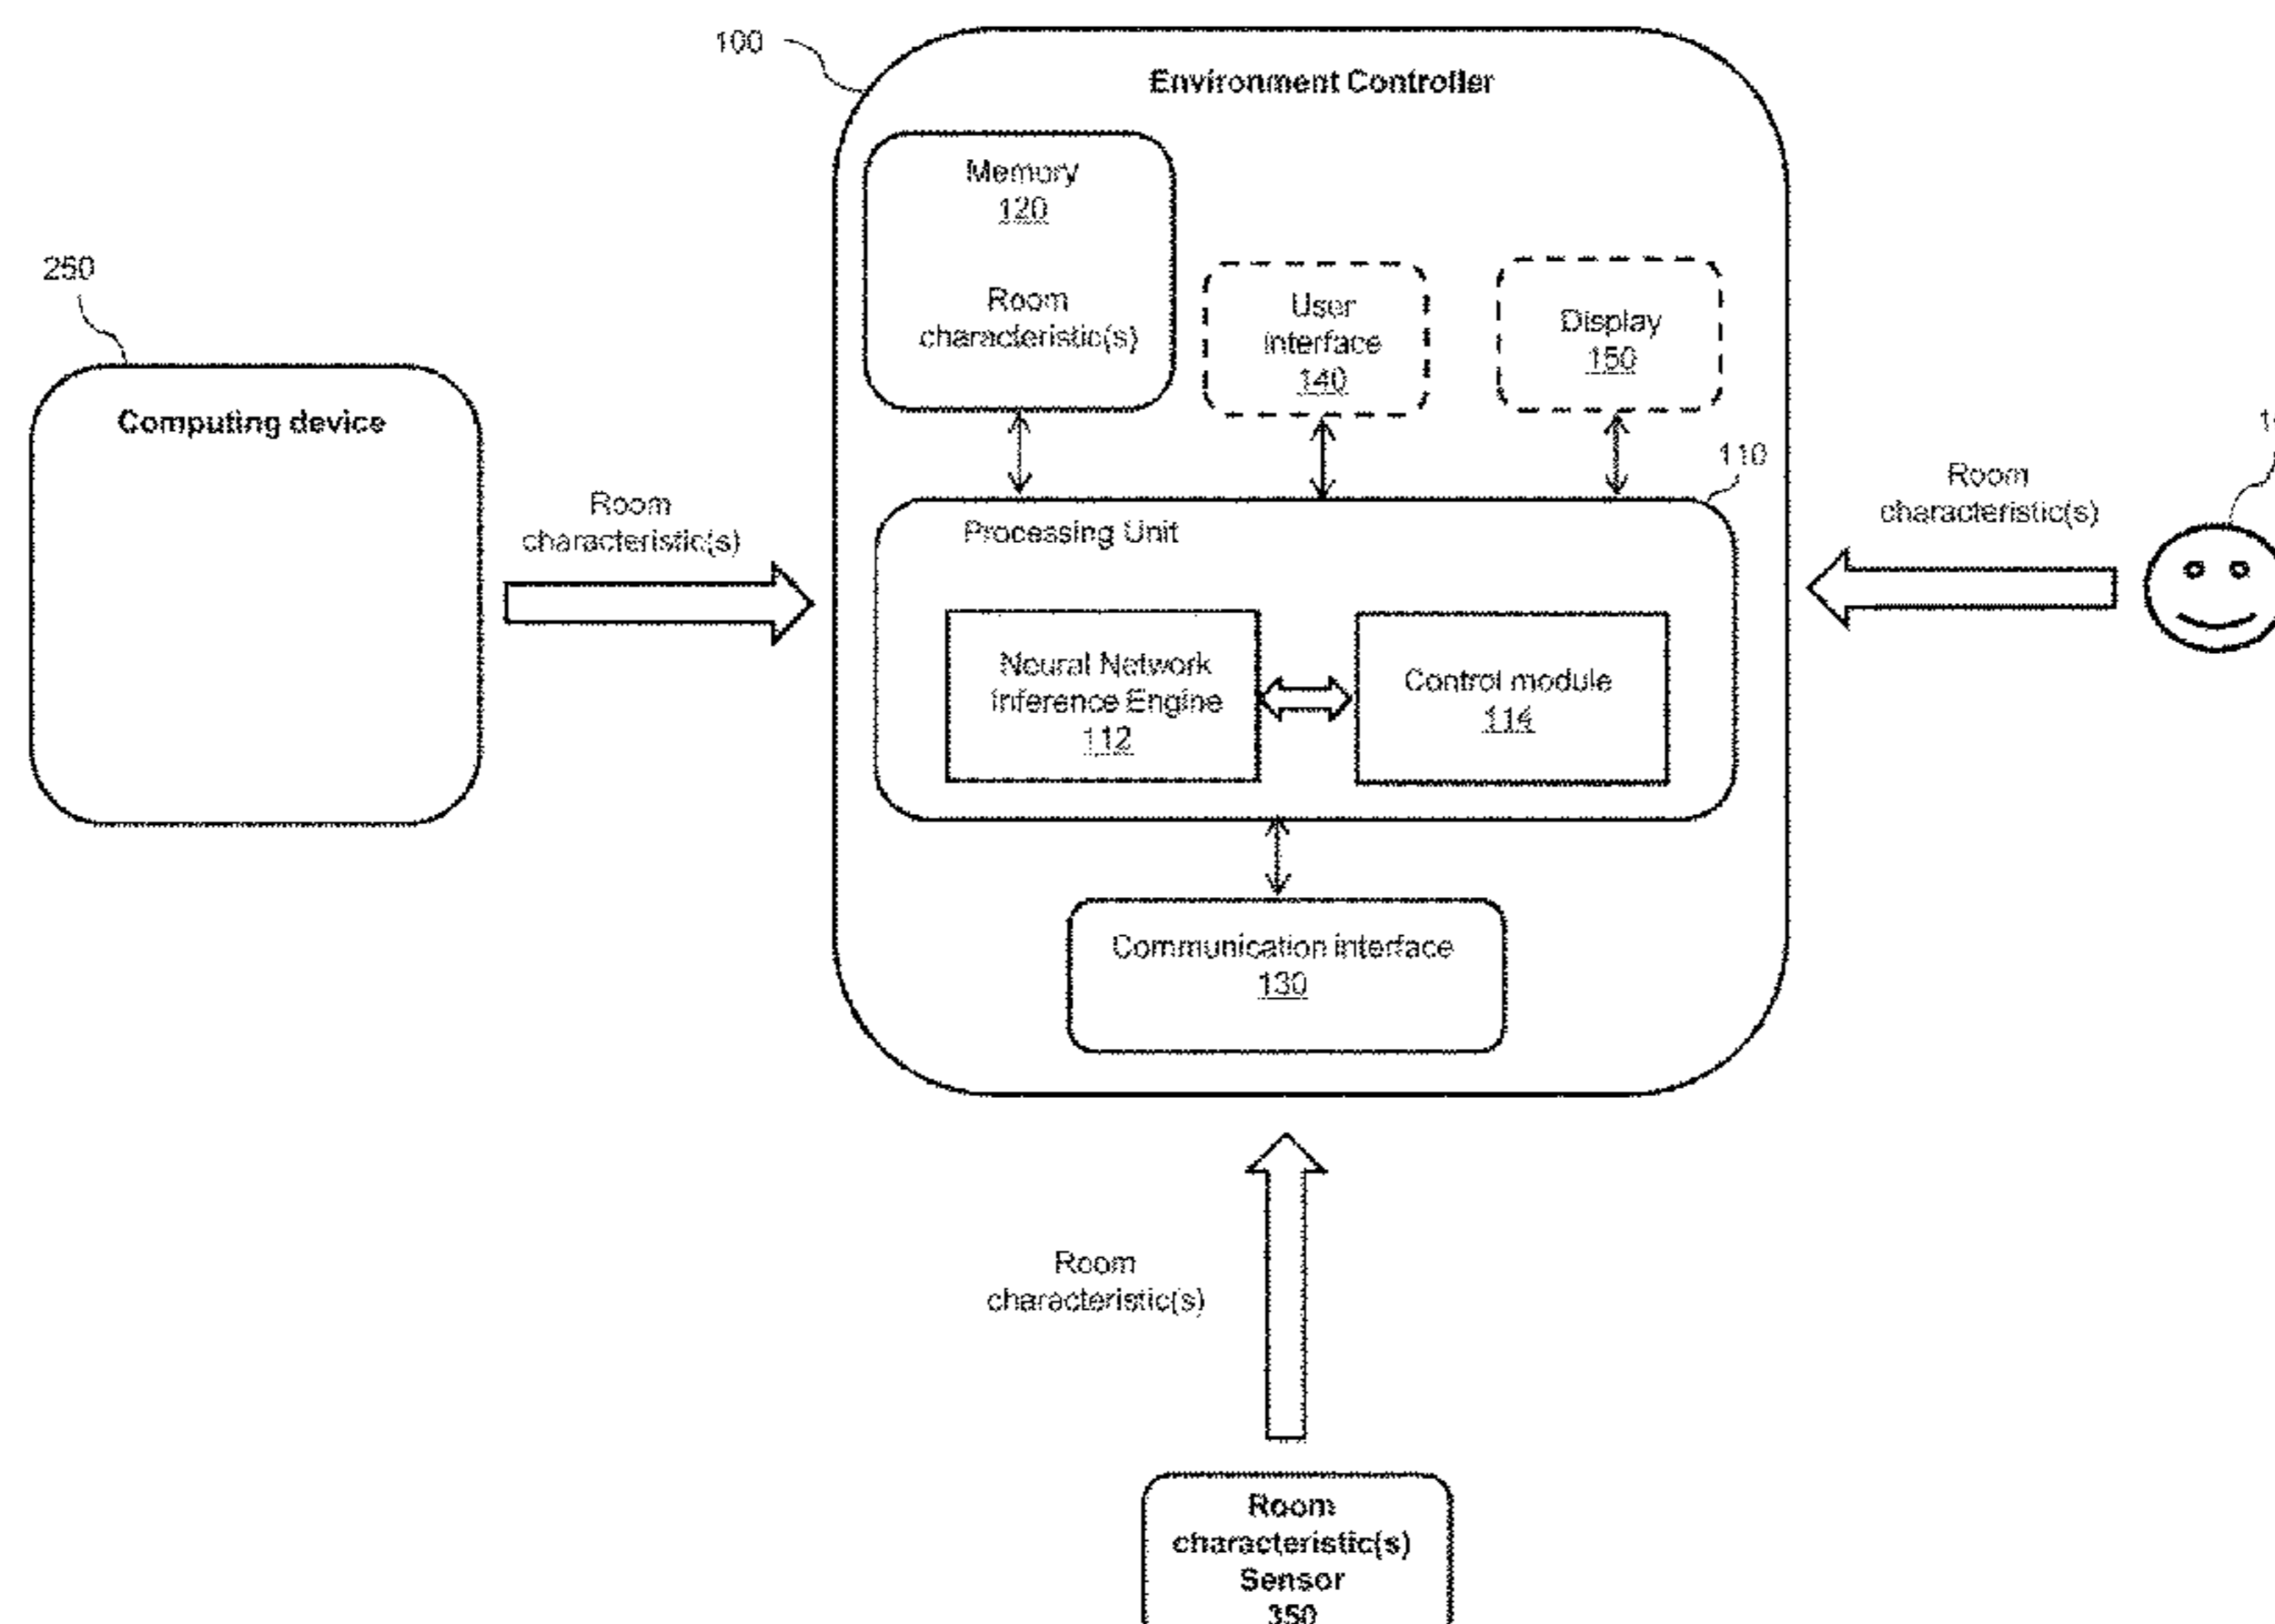 100
Environment Controller
Memory
120
Room
characteristic(s)
User
interface
140
Display
150
250
Computing device
Room
characteristic(s)
110
Processing Unit
Neural Network
Inference Engine
112
Control module
114
Room
characteristic(s)
Communication interface
130
Room
characteristic(s)
Room
characteristic(s)
Sensor
350